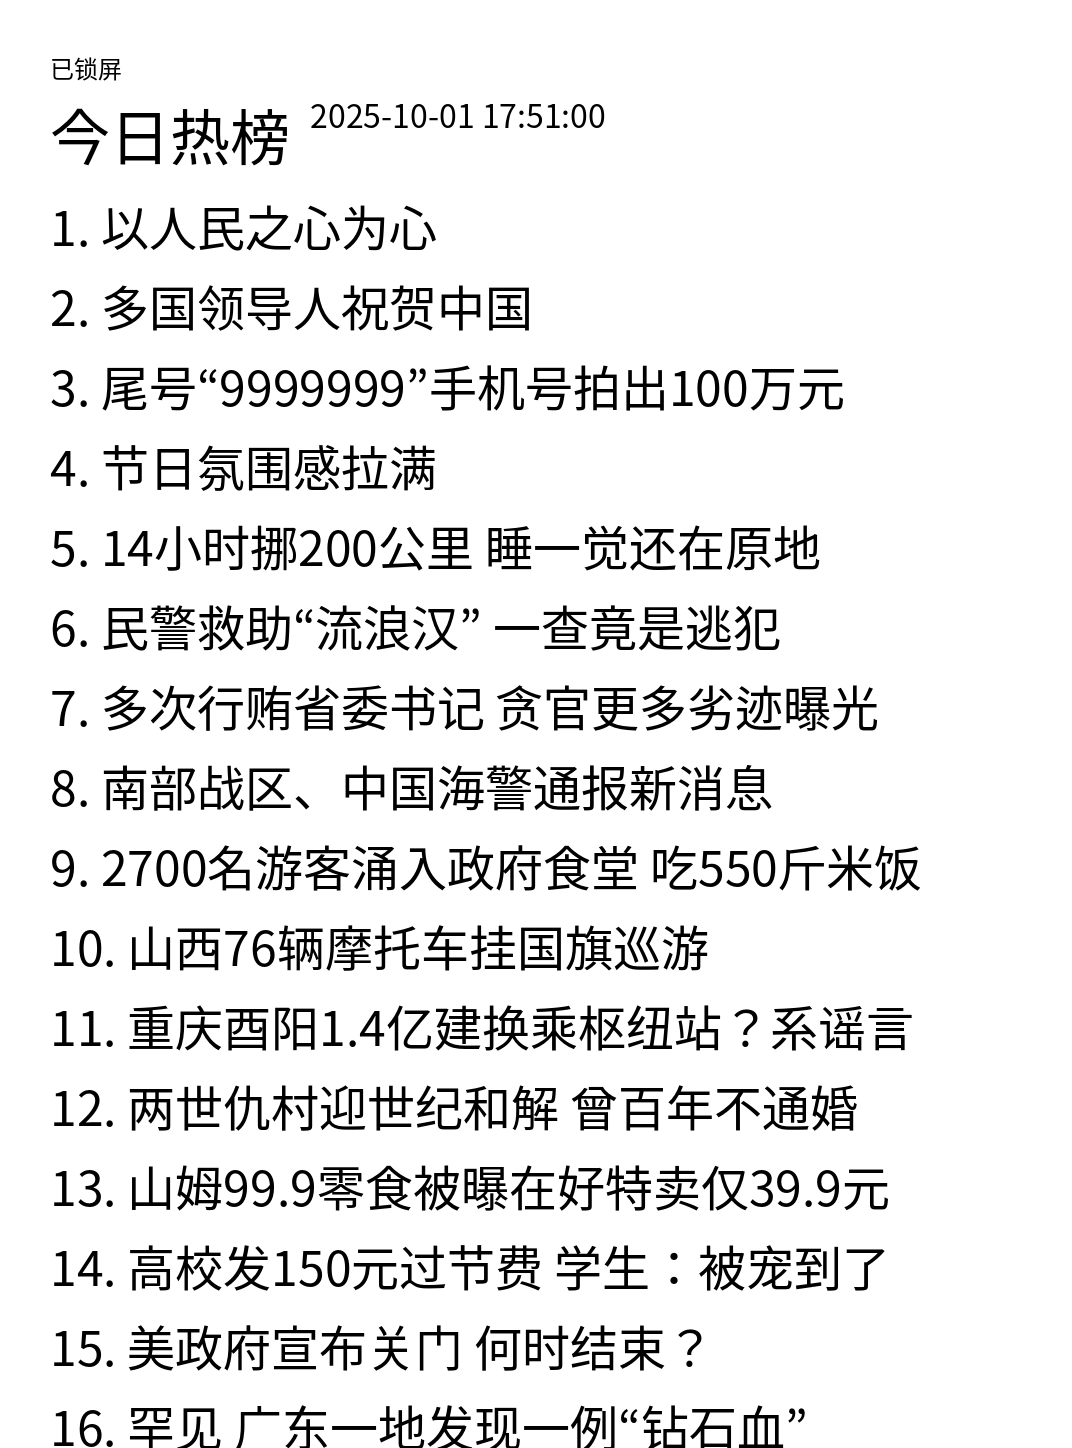 已锁屏
今日热榜 2025-10-01 17:51:00
1. 以人民之心为心
2. 多国领导人祝贺中国
3. 尾号“9999999”手机号拍出100万元
4. 节日氛围感拉满
5. 14小时挪200公里 睡一觉还在原地
6. 民警救助“流浪汉” 一查竟是逃犯
7. 多次行贿省委书记 贪官更多劣迹曝光
8. 南部战区、中国海警通报新消息
9. 2700名游客涌入政府食堂 吃550斤米饭
10. 山西76辆摩托车挂国旗巡游
11. 重庆酉阳1.4亿建换乘枢纽站？系谣言
12. 两世仇村迎世纪和解 曾百年不通婚
13. 山姆99.9零食被曝在好特卖仅39.9元
14. 高校发150元过节费 学生：被宠到了
15. 美政府宣布关门 何时结束？
16. 罕见 广东一地发现一例“钻石血”